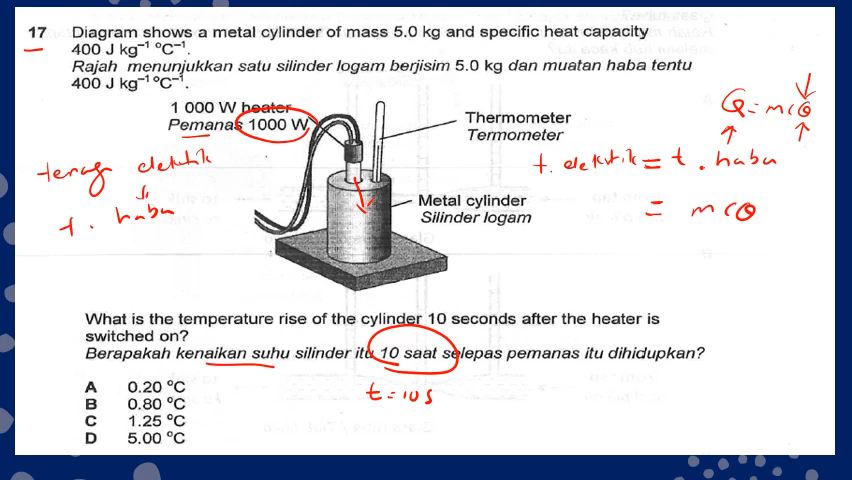 17 Diagram shows a metal cylinder of mass 5.0 kg and specific heat capacity
400 J kg⁻¹ °C⁻¹.
Rajah menunjukkan satu silinder logam berjisim 5.0 kg dan muatan haba tentu
400 J kg⁻¹ °C⁻¹.
1 000 W heater
Pemanas 1000 W
Q = mcθ
Thermometer
Termometer
tenaga elektrik
t. haba
t. elektrik = t. haba
= mcθ
Metal cylinder
Silinder logam
What is the temperature rise of the cylinder 10 seconds after the heater is
switched on?
Berapakah kenaikan suhu silinder itu 10 saat selepas pemanas itu dihidupkan?
t = 10s
A 0.20 °C
B 0.80 °C
C 1.25 °C
D 5.00 °C